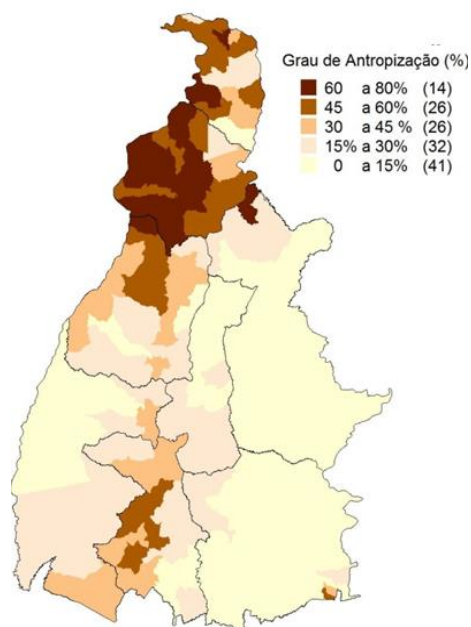 Grau de Antropização (%)
60 a 80% (14)
45 a 60% (26)
30 a 45 % (26)
15% a 30% (32)
0 a 15% (41)